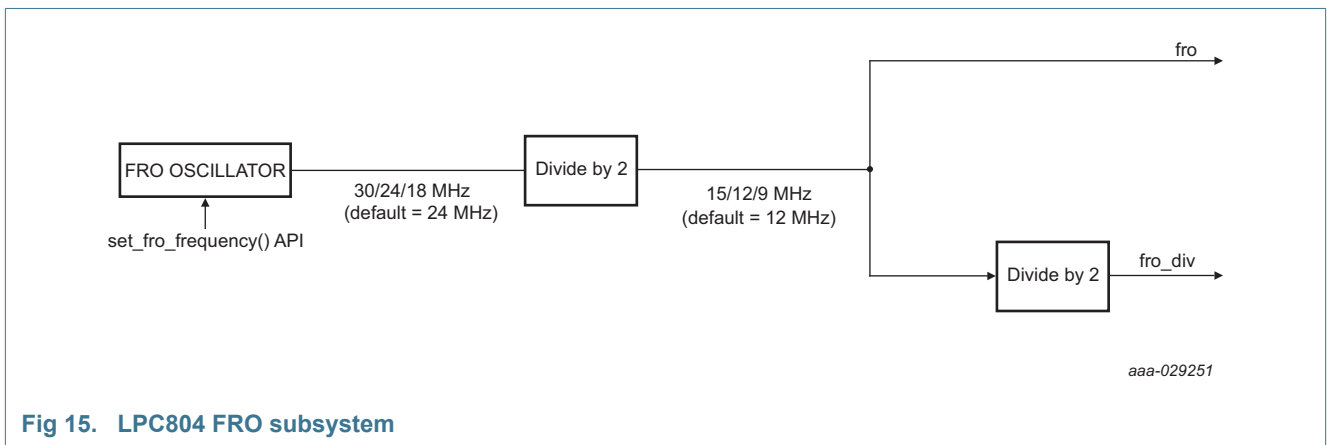 fro
FRO OSCILLATOR
Divide by 2
30/24/18 MHz
(default = 24 MHz)
15/12/9 MHz
(default = 12 MHz)
set_fro_frequency() API
Divide by 2
fro_div
aaa-029251
Fig 15. LPC804 FRO subsystem